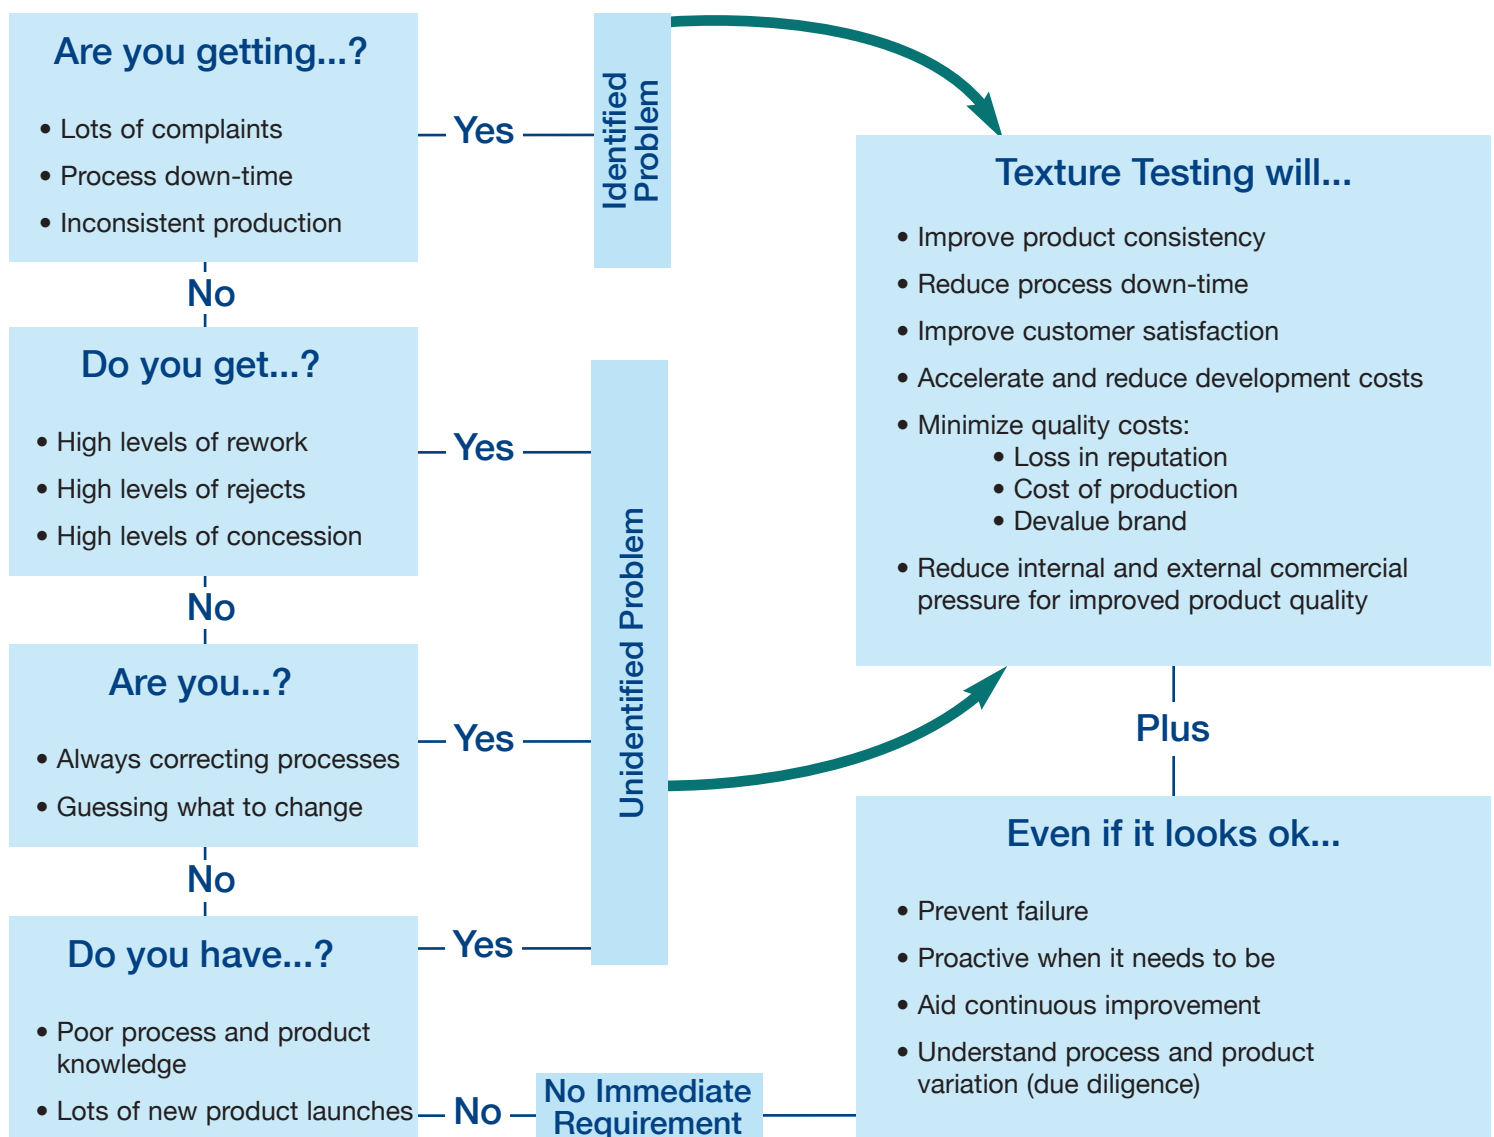 Are you getting...?
• Lots of complaints
• Process down-time
• Inconsistent production
Yes
Identified
Problem
No
Do you get...?
• High levels of rework
• High levels of rejects
• High levels of concession
Yes
No
Are you...?
• Always correcting processes
• Guessing what to change
Yes
Unidentified Problem
No
Do you have...?
• Poor process and product
knowledge
• Lots of new product launches
Yes
No
No Immediate
Requirement
Texture Testing will...
• Improve product consistency
• Reduce process down-time
• Improve customer satisfaction
• Accelerate and reduce development costs
• Minimize quality costs:
• Loss in reputation
• Cost of production
• Devalue brand
• Reduce internal and external commercial
pressure for improved product quality
Plus
Even if it looks ok...
• Prevent failure
• Proactive when it needs to be
• Aid continuous improvement
• Understand process and product
variation (due diligence)